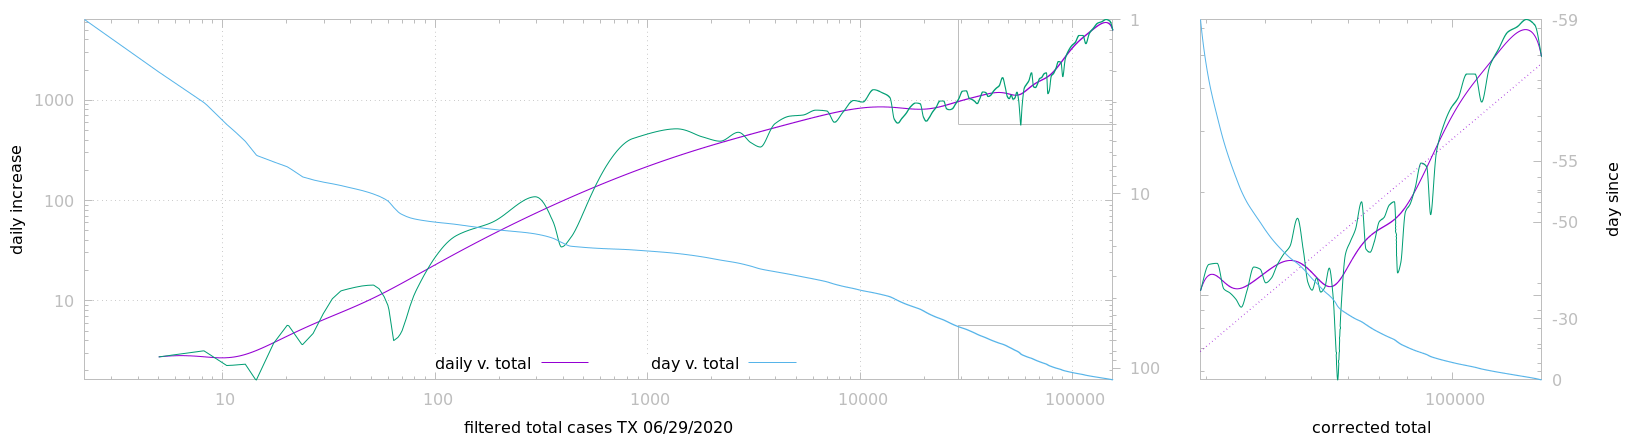 daily increase
1000
100
10
10
100
1000
10000
100000
1
10
100
daily v. total
day v. total
filtered total cases TX 06/29/2020
-59
-55
-50
-30
0
100000
day since
corrected total